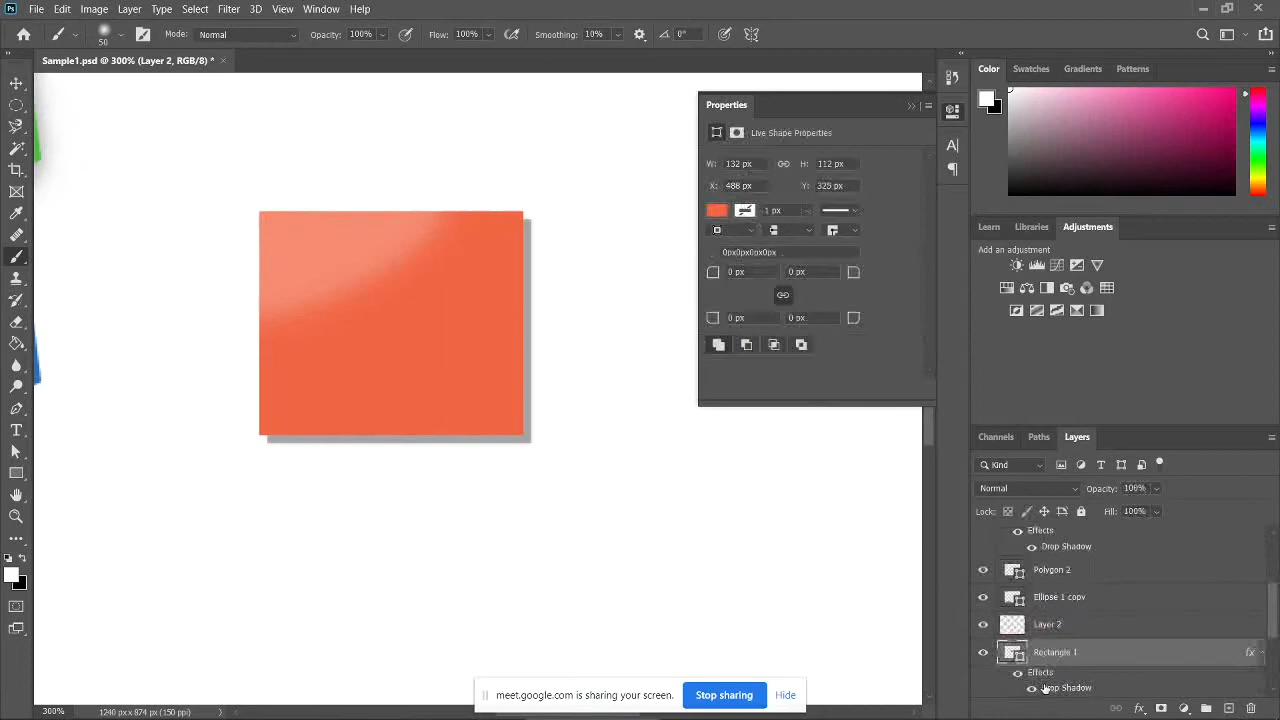 Ps File Edit Image Layer Type Select Filter 3D View Window Help
50 Mode: Normal Opacity: 100% Flow: 100% Smoothing: 10% 0°
Sample1.psd @ 300% (Layer 2, RGB/8) *
Properties
Live Shape Properties
W: 132 px H: 112 px
X: 488 px Y: 325 px
1 px
0px0px0px0px
0 px 0 px
0 px 0 px
Color Swatches Gradients Patterns
Learn Libraries Adjustments
Add an adjustment
Channels Paths Layers
Kind
Normal Opacity: 100%
Lock: Fill: 100%
Effects
Drop Shadow
Polygon 2
Ellipse 1 copy
Layer 2
Rectangle 1 fx
Effects
Drop Shadow
meet.google.com is sharing your screen. Stop sharing Hide
300% 1240 px x 874 px (150 ppi)